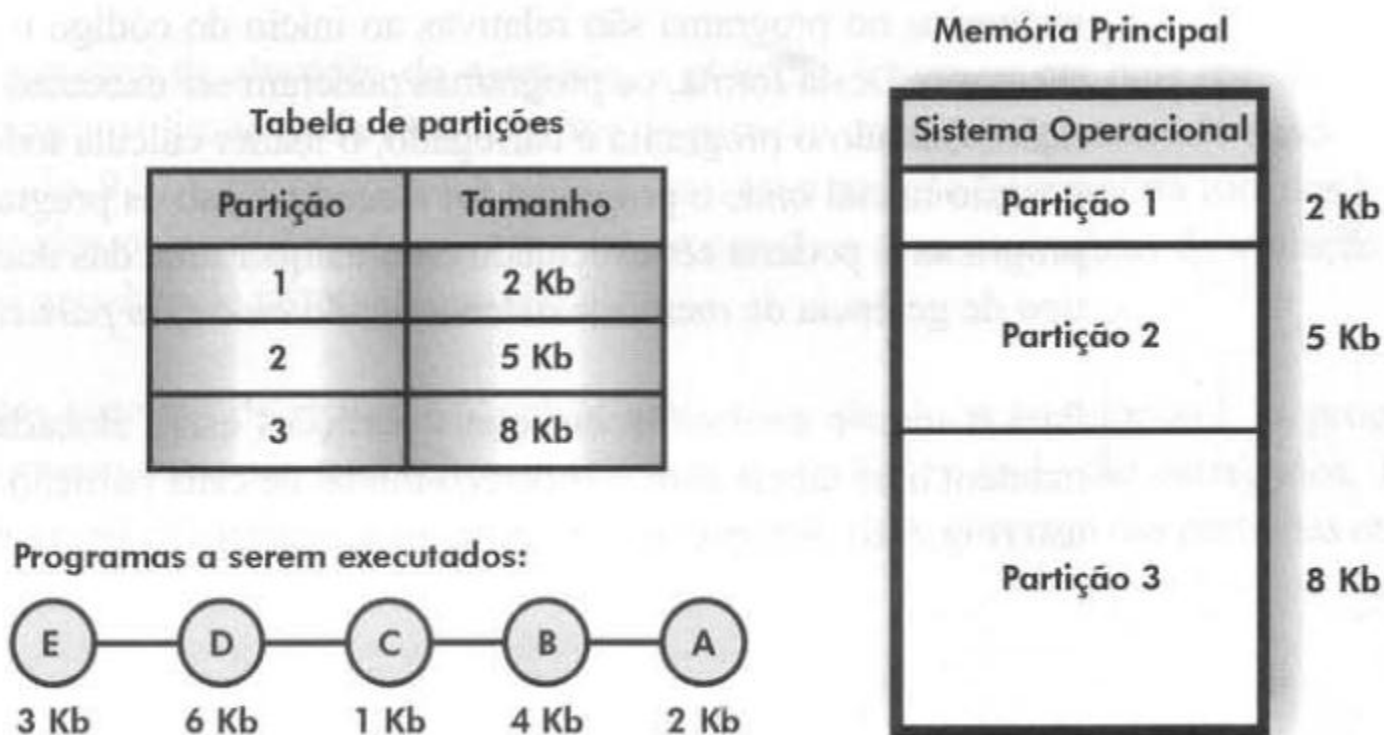 Memória Principal
Tabela de partições
Partição Tamanho
1 2 Kb
2 5 Kb
3 8 Kb
Sistema Operacional
Partição 1 2 Kb
Partição 2 5 Kb
Partição 3 8 Kb
Programas a serem executados:
E D C B A
3 Kb 6 Kb 1 Kb 4 Kb 2 Kb